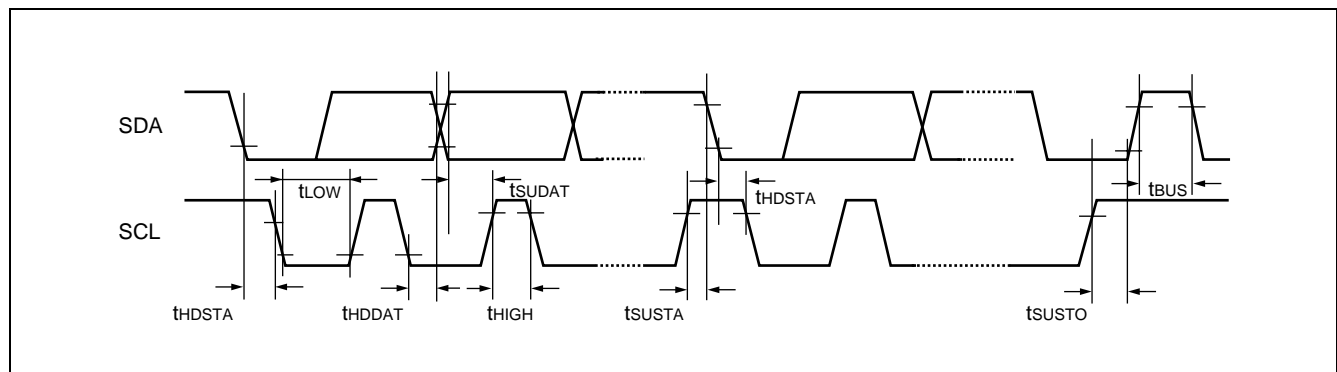 SDA
tLOW
tSUDAT
tHDSTA
tBUS
SCL
tHDSTA
tHDDAT
tHIGH
tSUSTA
tSUSTO